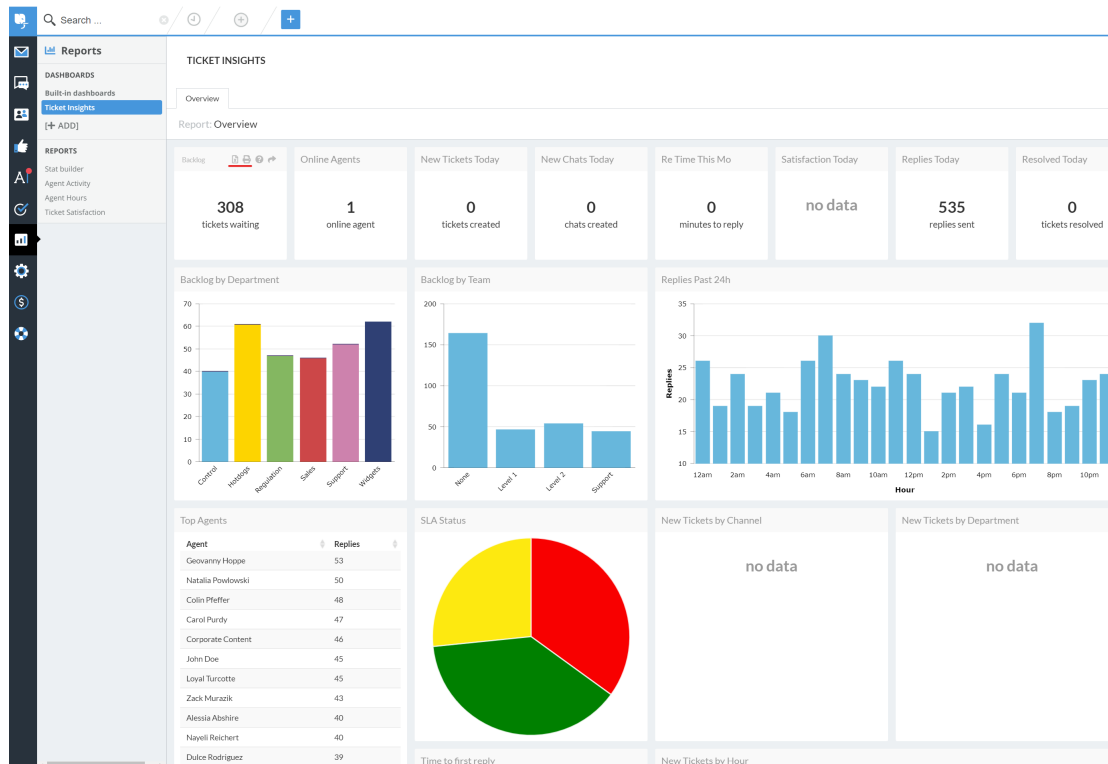 Search ...
Reports
DASHBOARDS
Built-in dashboards
Ticket Insights
[+ ADD]
REPORTS
Stat builder
Agent Activity
Agent Hours
Ticket Satisfaction
TICKET INSIGHTS
Overview
Report: Overview
Backlog
308
tickets waiting
Online Agents
1
online agent
New Tickets Today
0
tickets created
New Chats Today
0
chats created
Re Time This Mo
0
minutes to reply
Satisfaction Today
no data
Replies Today
535
replies sent
Resolved Today
0
tickets resolved
Backlog by Department
70
60
50
40
30
20
10
0
Control
Hotdogs
Regulation
Sales
Support
Widgets
Backlog by Team
200
150
100
50
0
None
Level 1
Level 2
Support
Replies Past 24h
Replies
35
30
25
20
15
10
12am 2am 4am 6am 8am 10am 12pm 2pm 4pm 6pm 8pm 10pm
Hour
Top Agents
Agent Replies
Geovanny Hoppe 53
Natalia Powlowski 50
Colin Pfeffer 48
Carol Purdy 47
Corporate Content 46
John Doe 45
Loyal Turcotte 45
Zack Murazik 43
Alessia Abshire 40
Nayeli Reichert 40
Dulce Rodriguez 39
SLA Status
New Tickets by Channel
no data
New Tickets by Department
no data
Time to first reply
New Tickets by Hour